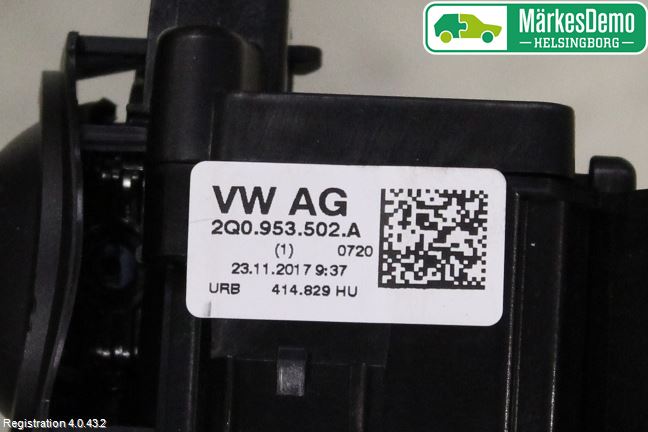 MärkesDemo
HELSINGBORG
VW AG
2Q0.953.502.A
(1) 0720
23.11.2017 9:37
URB 414.829 HU
Registration 4.0.43.2